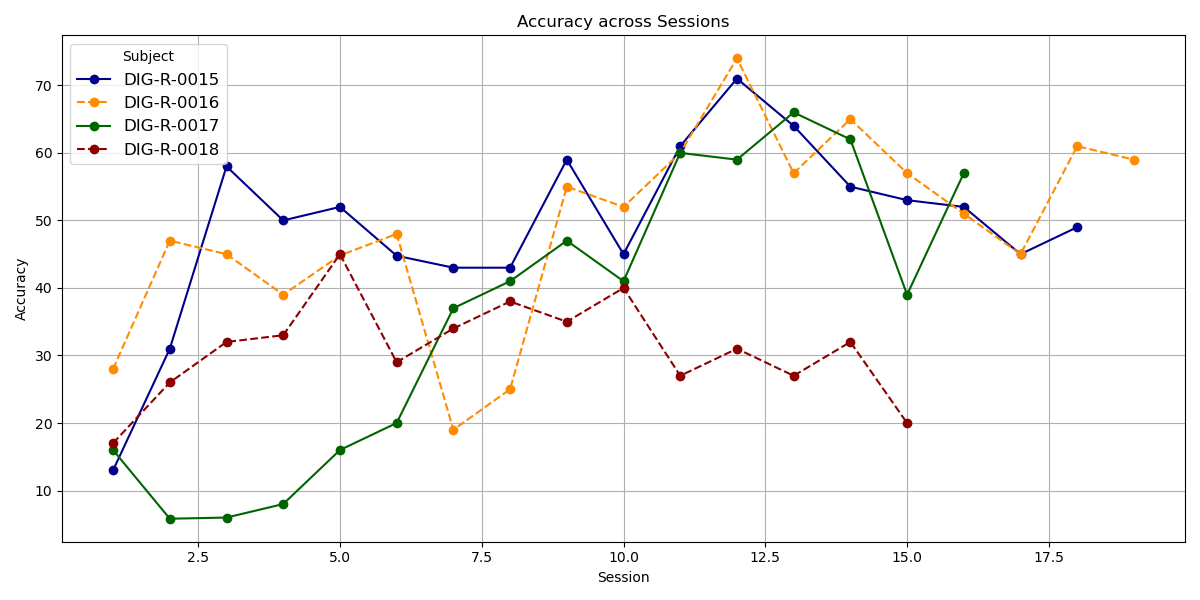 Accuracy across Sessions
Subject
DIG-R-0015
DIG-R-0016
DIG-R-0017
DIG-R-0018
Accuracy
70
60
50
40
30
20
10
2.5 5.0 7.5 10.0 12.5 15.0 17.5
Session